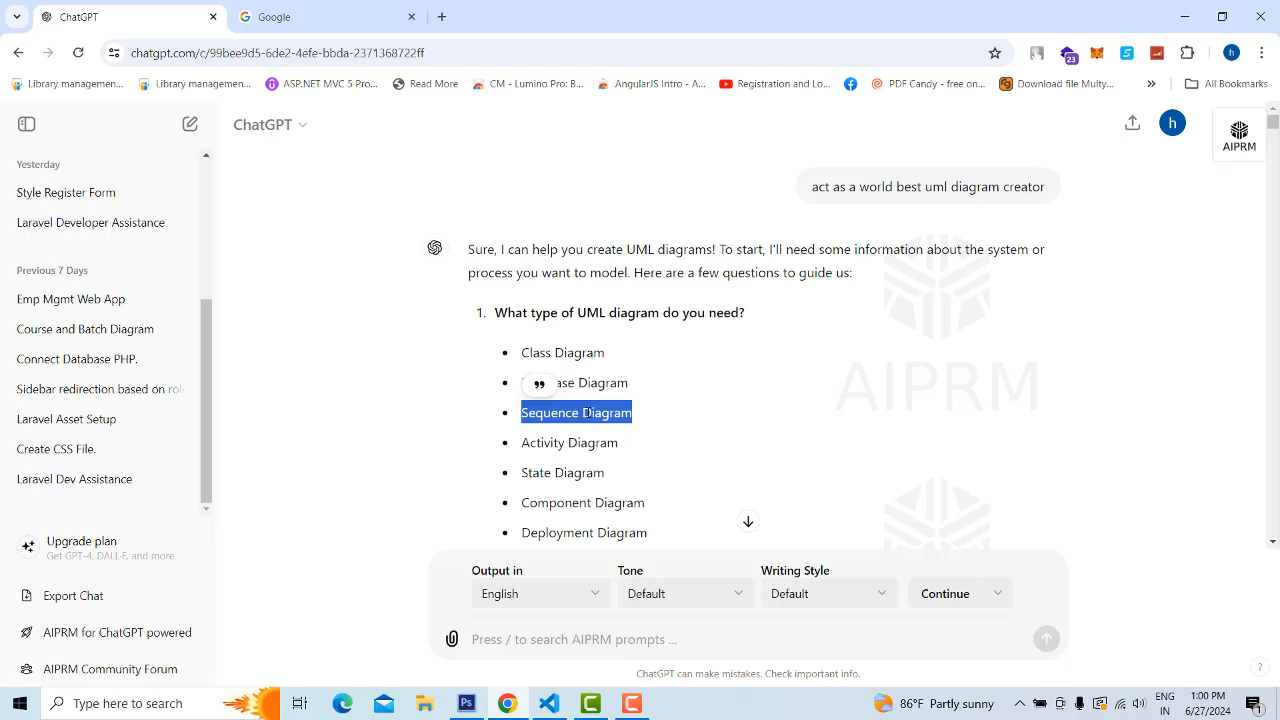 ChatGPT
Google
chatgpt.com/c/99bee9d5-6de2-4efe-bbda-2371368722ff
23
h
Library managemen...
Library managemen...
ASP.NET MVC 5 Pro...
Read More
CM - Lumino Pro: B...
AngularJS Intro - A...
Registration and Lo...
PDF Candy - free on...
Download file Multy...
All Bookmarks
ChatGPT
h
AIPRM
Yesterday
Style Register Form
Laravel Developer Assistance
Previous 7 Days
Emp Mgmt Web App
Course and Batch Diagram
Connect Database PHP.
Sidebar redirection based on rol
Laravel Asset Setup
Create CSS File.
Laravel Dev Assistance
Upgrade plan
Get GPT-4, DALL·E, and more
Export Chat
AIPRM for ChatGPT powered
AIPRM Community Forum
act as a world best uml diagram creator
Sure, I can help you create UML diagrams! To start, I'll need some information about the system or
process you want to model. Here are a few questions to guide us:
1. What type of UML diagram do you need?
• Class Diagram
• ase Diagram
• Sequence Diagram
• Activity Diagram
• State Diagram
• Component Diagram
• Deployment Diagram
AIPRM
Output in
Tone
Writing Style
English
Default
Default
Continue
Press / to search AIPRM prompts ...
ChatGPT can make mistakes. Check important info.
?
Type here to search
Ps
86°F Partly sunny
ENG
IN
1:00 PM
6/27/2024
1